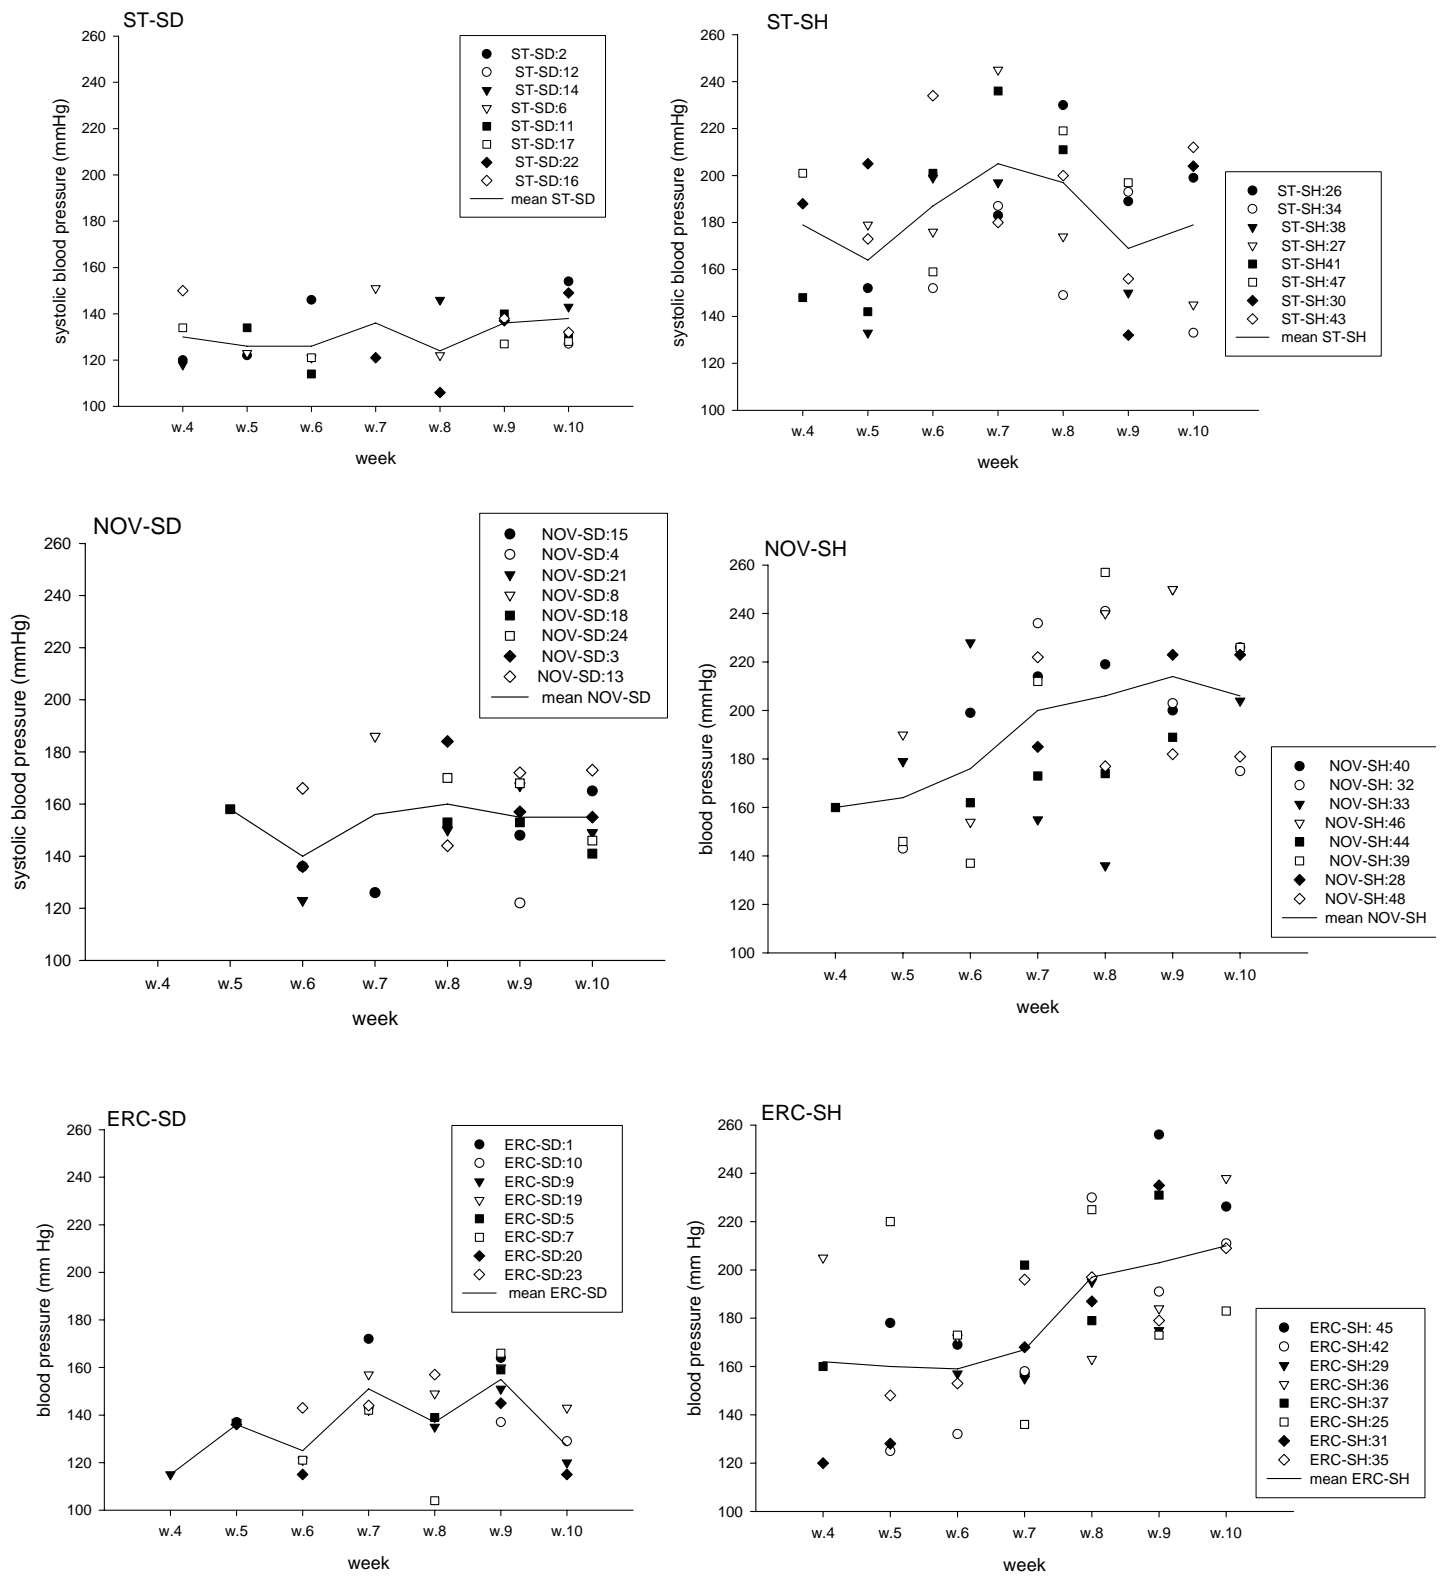 ST-SD
260
240
220
200
180
160
140
120
100
systolic blood pressure (mmHg)
w.4 w.5 w.6 w.7 w.8 w.9 w.10
week
ST-SD:2
ST-SD:12
ST-SD:14
ST-SD:6
ST-SD:11
ST-SD:17
ST-SD:22
ST-SD:16
mean ST-SD
ST-SH
260
240
220
200
180
160
140
120
100
systolic blood pressure (mmHg)
w.4 w.5 w.6 w.7 w.8 w.9 w.10
week
ST-SH:26
ST-SH:34
ST-SH:38
ST-SH:27
ST-SH41
ST-SH:47
ST-SH:30
ST-SH:43
mean ST-SH
NOV-SD
260
240
220
200
180
160
140
120
100
systolic blood pressure (mmHg)
w.4 w.5 w.6 w.7 w.8 w.9 w.10
week
NOV-SD:15
NOV-SD:4
NOV-SD:21
NOV-SD:8
NOV-SD:18
NOV-SD:24
NOV-SD:3
NOV-SD:13
mean NOV-SD
NOV-SH
260
240
220
200
180
160
140
120
100
blood pressure (mmHg)
w.4 w.5 w.6 w.7 w.8 w.9 w.10
week
NOV-SH:40
NOV-SH: 32
NOV-SH:33
NOV-SH:46
NOV-SH:44
NOV-SH:39
NOV-SH:28
NOV-SH:48
mean NOV-SH
ERC-SD
260
240
220
200
180
160
140
120
100
blood pressure (mm Hg)
w.4 w.5 w.6 w.7 w.8 w.9 w.10
week
ERC-SD:1
ERC-SD:10
ERC-SD:9
ERC-SD:19
ERC-SD:5
ERC-SD:7
ERC-SD:20
ERC-SD:23
mean ERC-SD
ERC-SH
260
240
220
200
180
160
140
120
100
blood pressure (mm Hg)
w.4 w.5 w.6 w.7 w.8 w.9 w.10
week
ERC-SH: 45
ERC-SH:42
ERC-SH:29
ERC-SH:36
ERC-SH:37
ERC-SH:25
ERC-SH:31
ERC-SH:35
mean ERC-SH